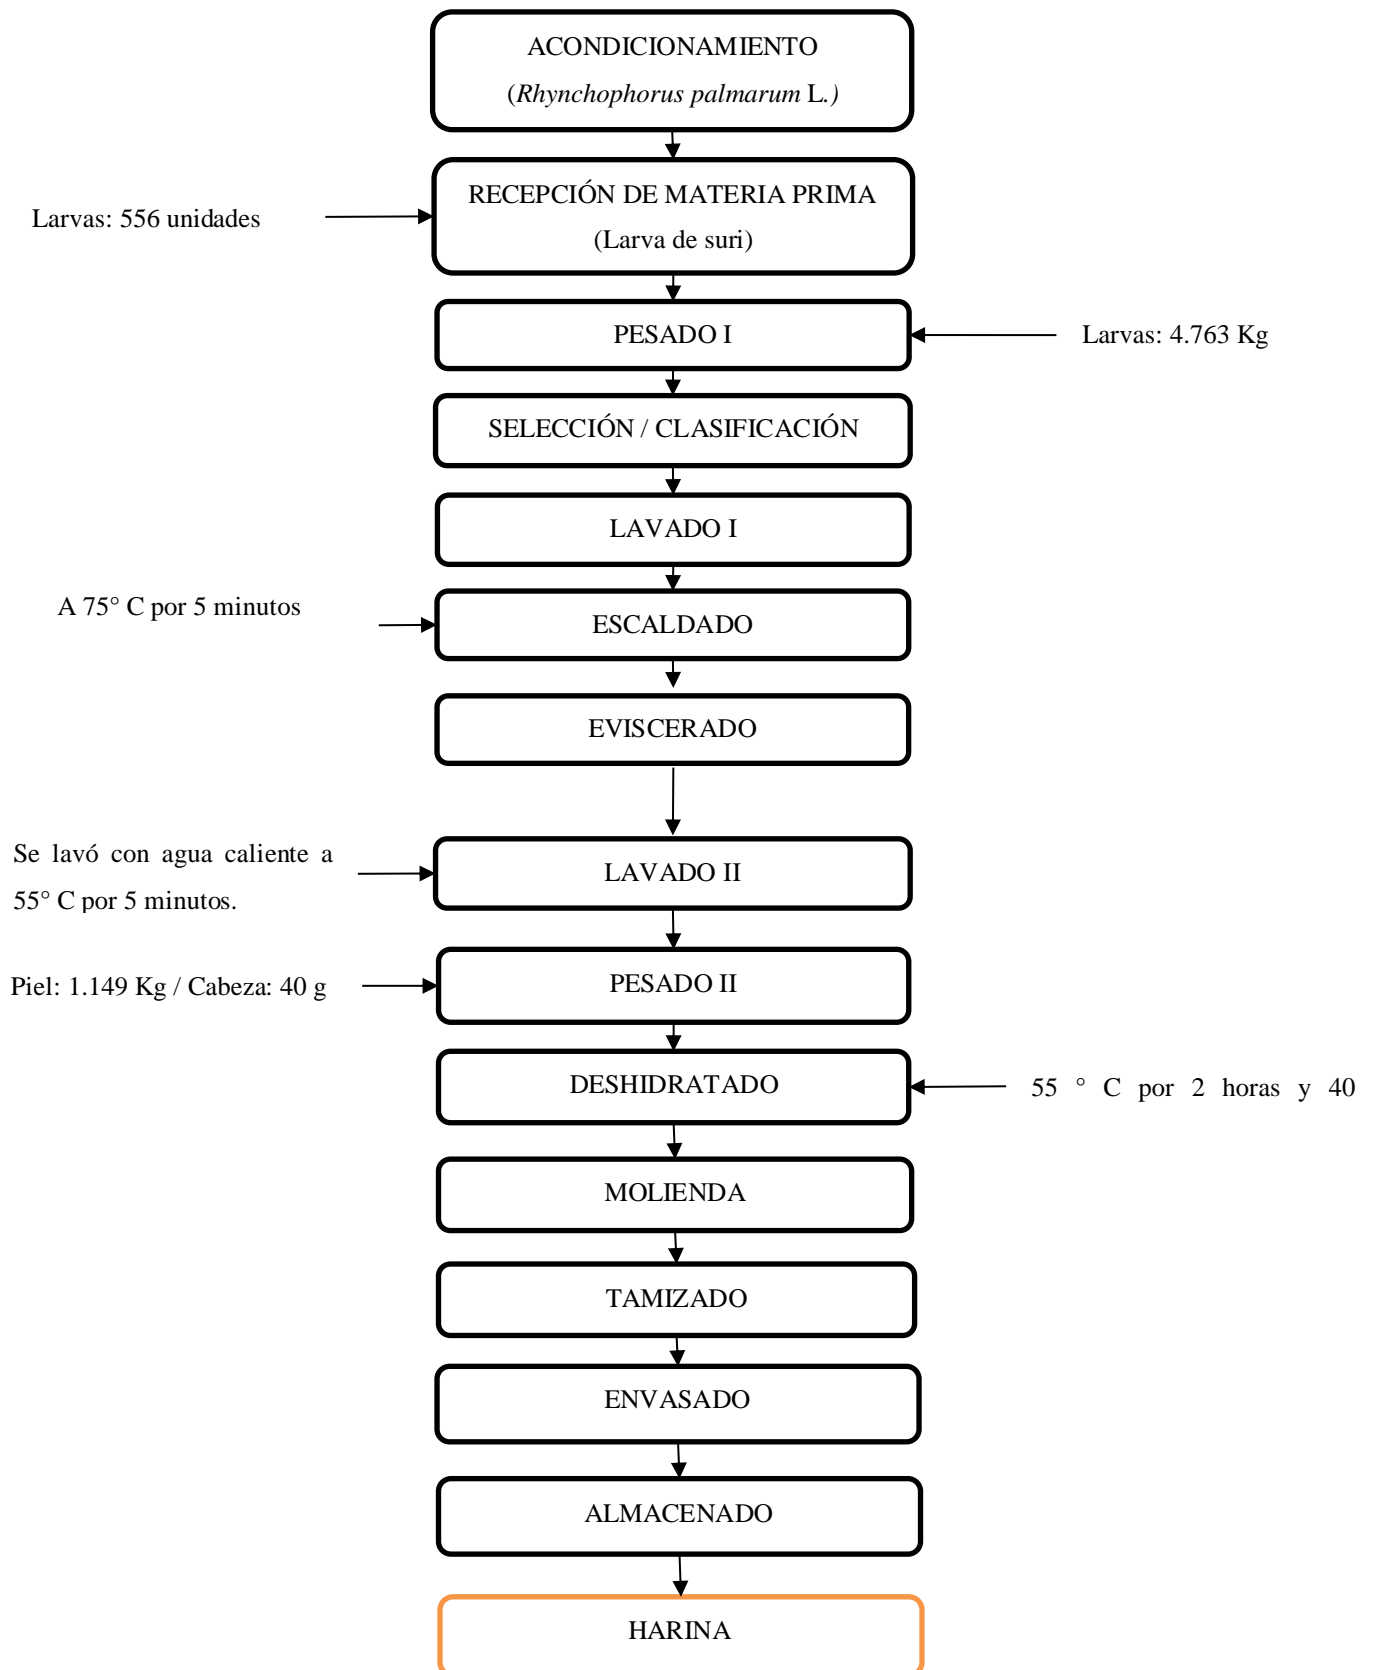 ACONDICIONAMIENTO
(Rhynchophorus palmarum L.)
RECEPCIÓN DE MATERIA PRIMA
(Larva de suri)
Larvas: 556 unidades
PESADO I
Larvas: 4.763 Kg
SELECCIÓN / CLASIFICACIÓN
LAVADO I
A 75° C por 5 minutos
ESCALDADO
EVISCERADO
Se lavó con agua caliente a
55° C por 5 minutos.
LAVADO II
Piel: 1.149 Kg / Cabeza: 40 g
PESADO II
DESHIDRATADO
55 ° C por 2 horas y 40
MOLIENDA
TAMIZADO
ENVASADO
ALMACENADO
HARINA